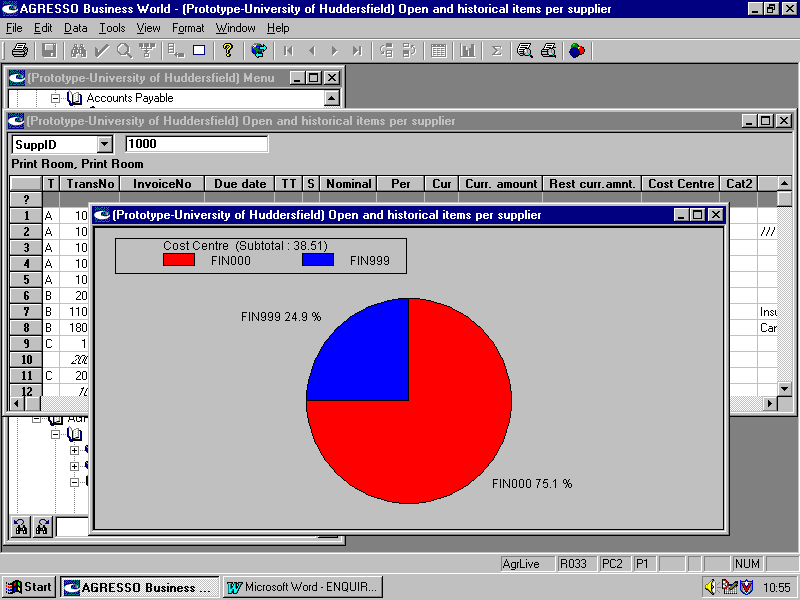 AGRESSO Business World - (Prototype-University of Huddersfield) Open and historical items per supplier
File Edit Data Tools View Format Window Help
(Prototype-University of Huddersfield) Menu
Accounts Payable
(Prototype-University of Huddersfield) Open and historical items per supplier
SuppID 1000
Print Room, Print Room
T TransNo InvoiceNo Due date TT S Nominal Per Cur Curr. amount Rest curr.amnt. Cost Centre Cat2
?
1 A 10
2 A 10 ///
3 A 10
4 A 10
5 A 10
6 B 20
7 B 110 Insu
8 B 180 Car
9 C 1
10 200
11 C 20
12 10
(Prototype-University of Huddersfield) Open and historical items per supplier
Cost Centre (Subtotal : 38.51)
FIN000 FIN999
FIN999 24.9 %
FIN000 75.1 %
AgrLive R033 PC2 P1 NUM
Start AGRESSO Business ... Microsoft Word - ENQUIR... 10:55